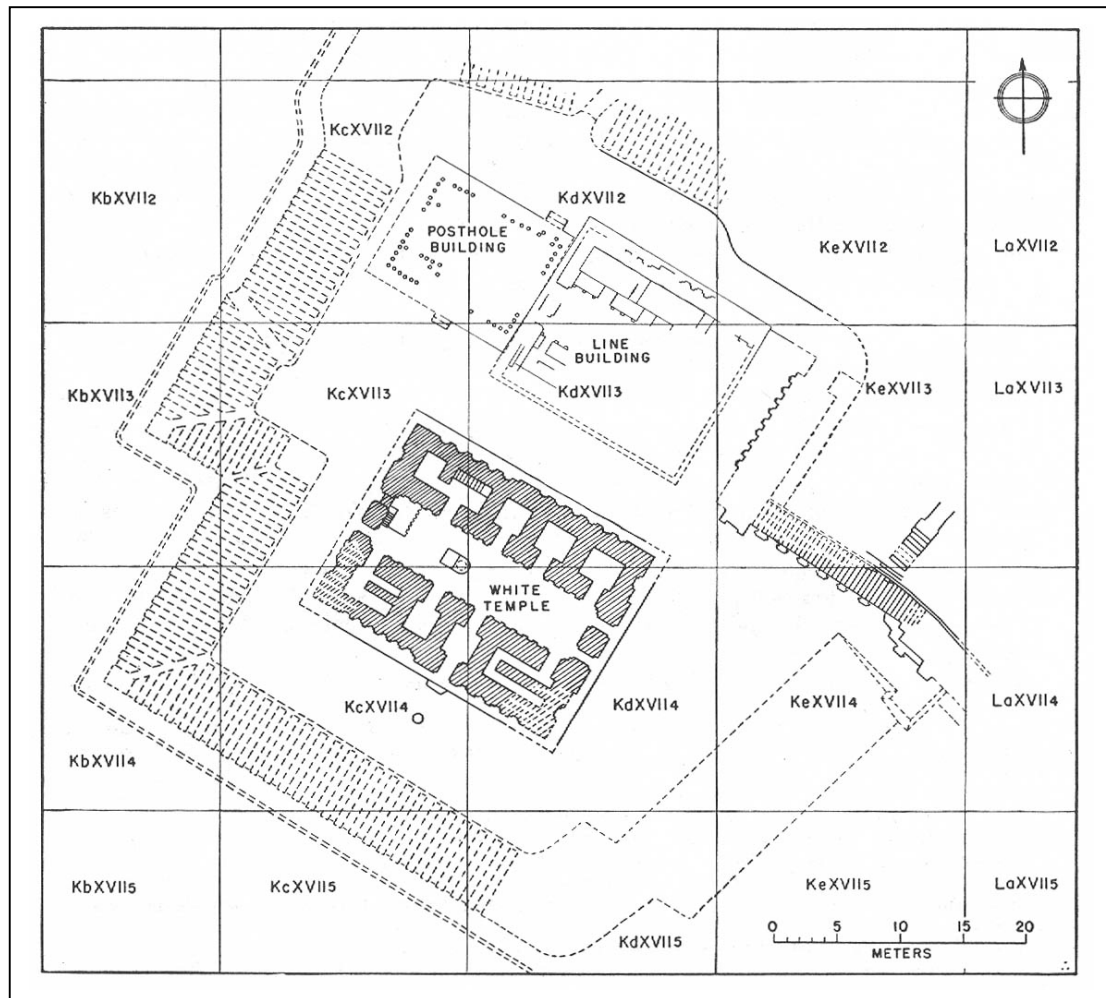 KcXVII2
KbXVII2
KdXVII2
POSTHOLE
BUILDING
KeXVII2
LaXVII2
LINE
BUILDING
KbXVII3
KcXVII3
KdXVII3
KeXVII3
LaXVII3
WHITE
TEMPLE
KcXVII4
KdXVII4
KeXVII4
LaXVII4
KbXVII4
KbXVII5
KcXVII5
KeXVII5
LaXVII5
KdXVII5
0 5 10 15 20
METERS